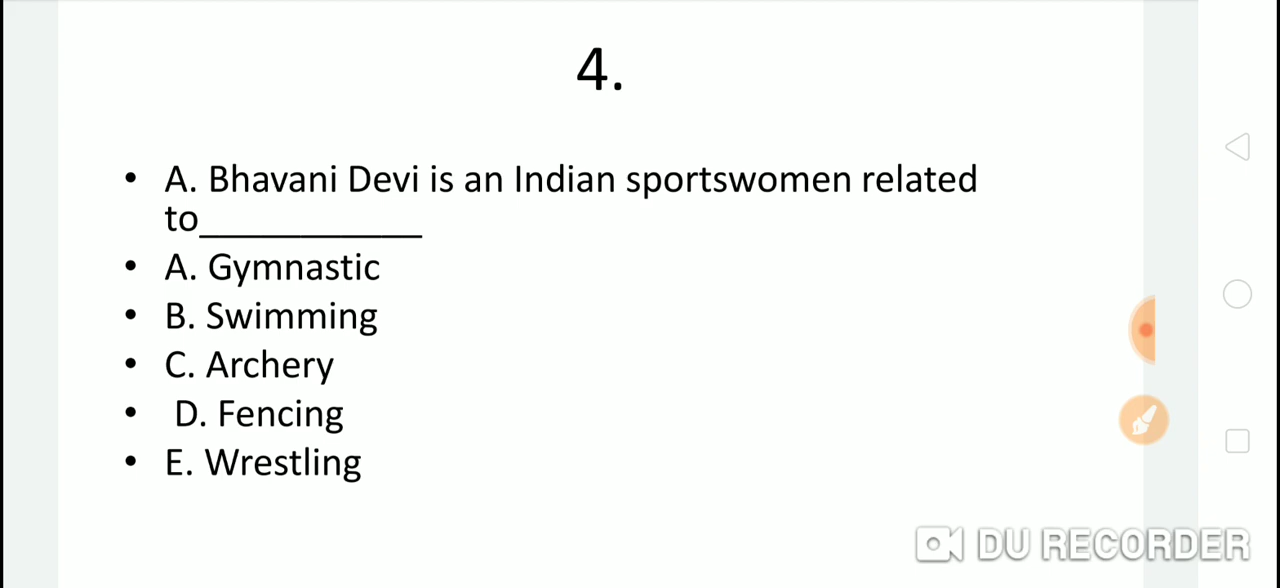 4.
• A. Bhavani Devi is an Indian sportswomen related
to___________
• A. Gymnastic
• B. Swimming
• C. Archery
• D. Fencing
• E. Wrestling
DU RECORDER